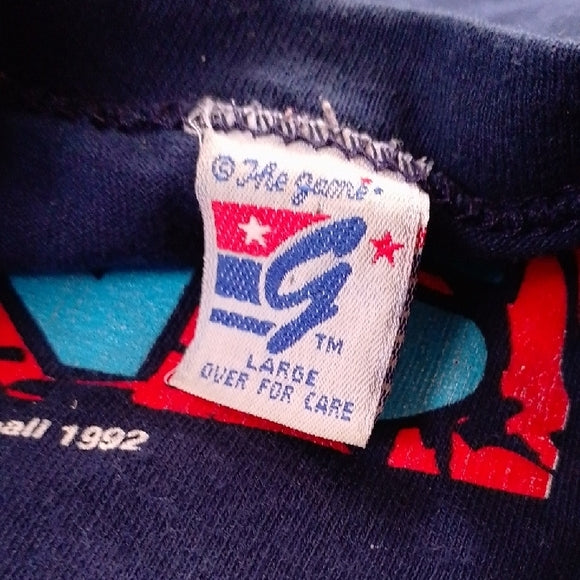 © The game.
G
TM
LARGE
OVER FOR CARE
all 1992